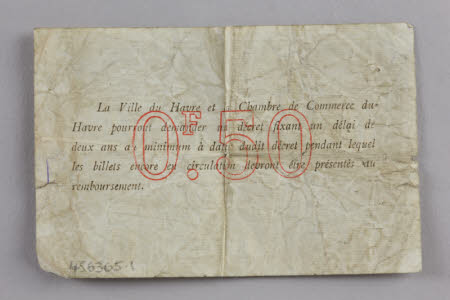 La Ville du Havre et la Chambre de Commerce du
Havre pourront demander un décret fixant un délai de
deux ans au minimum à dater dudit décret pendant lequel
les billets encore en circulation devront être présentés au
remboursement.
0F.50
456365.1